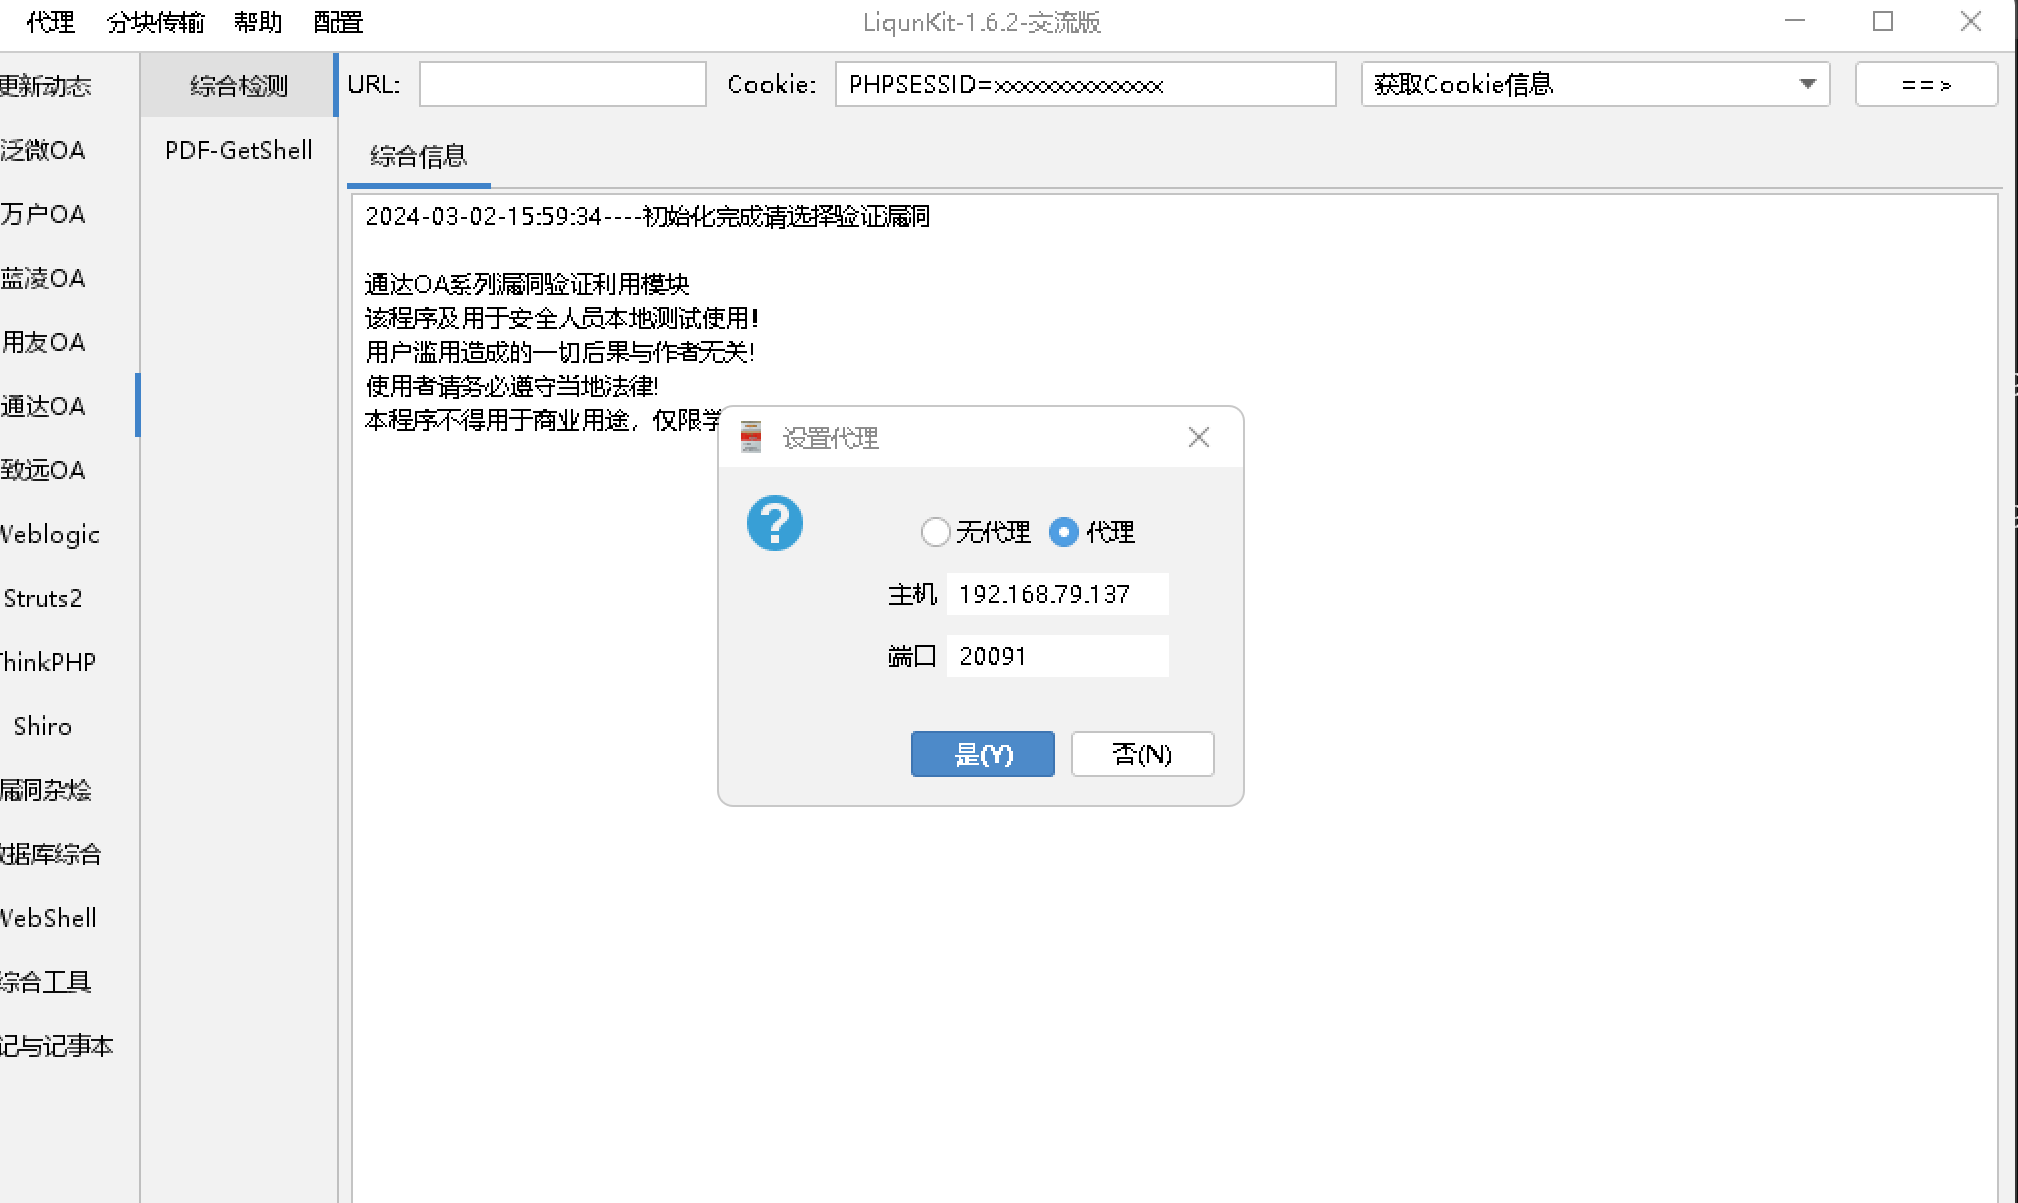 代理 分块传输 帮助 配置 LiqunKit-1.6.2-交流版
更新动态 综合检测 URL: Cookie: PHPSESSID=xxxxxxxxxxxxxx 获取Cookie信息 ==>
泛微OA PDF-GetShell 综合信息
万户OA 2024-03-02-15:59:34----初始化完成请选择验证漏洞
蓝凌OA 通达OA系列漏洞验证利用模块
该程序及用于安全人员本地测试使用!
用友OA 用户滥用造成的一切后果与作者无关!
使用者请务必遵守当地法律!
通达OA 本程序不得用于商业用途，仅限学
设置代理
致远OA
Weblogic 无代理 代理
Struts2 主机 192.168.79.137
ThinkPHP 端口 20091
Shiro 是(Y) 否(N)
漏洞杂烩
数据库综合
WebShell
综合工具
记与记事本